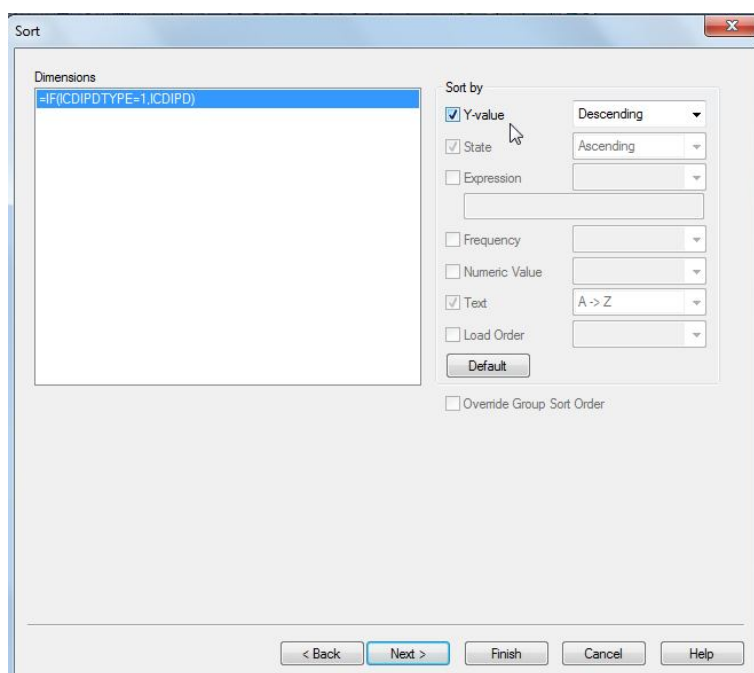 Sort
Dimensions
=IF(ICDIPDTYPE=1,ICDIPD)
Sort by
Y-value Descending
State Ascending
Expression
Frequency
Numeric Value
Text A -> Z
Load Order
Default
Override Group Sort Order
< Back Next > Finish Cancel Help